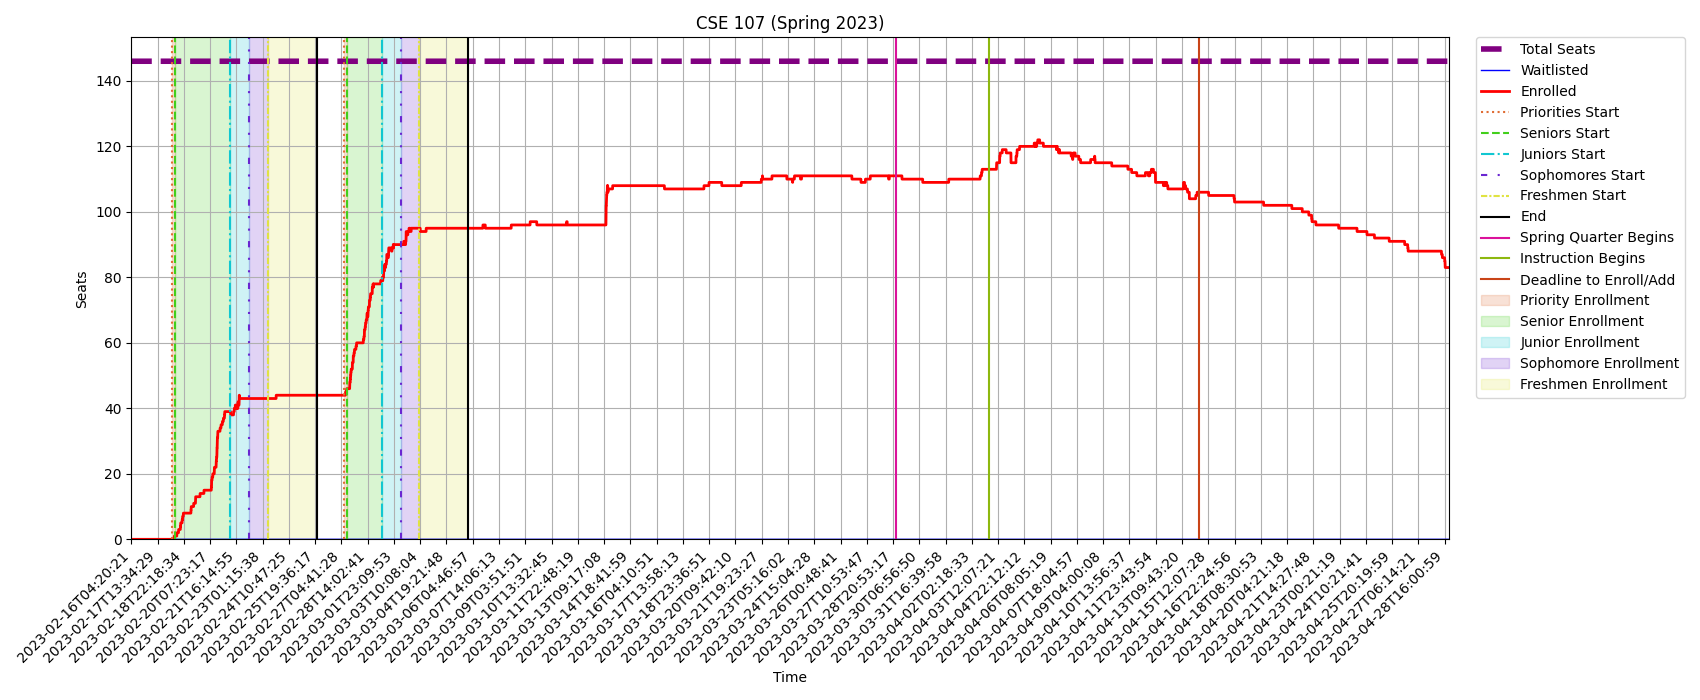 CSE 107 (Spring 2023)
Seats
140
120
100
80
60
40
20
0
2023-02-16T04:20:21
2023-02-17T13:34:29
2023-02-18T22:18:34
2023-02-20T07:23:17
2023-02-21T16:14:55
2023-02-23T01:15:38
2023-02-24T10:47:25
2023-02-25T19:36:17
2023-02-27T04:41:28
2023-02-28T14:02:41
2023-03-01T23:09:53
2023-03-03T10:08:04
2023-03-04T19:21:48
2023-03-06T04:46:57
2023-03-07T14:06:13
2023-03-09T03:51:51
2023-03-10T13:32:45
2023-03-11T22:48:19
2023-03-13T09:17:08
2023-03-14T18:41:59
2023-03-16T04:10:51
2023-03-17T13:58:13
2023-03-18T23:36:51
2023-03-20T09:42:10
2023-03-21T19:23:27
2023-03-23T05:16:02
2023-03-24T15:04:28
2023-03-26T00:48:41
2023-03-27T10:53:47
2023-03-28T20:53:17
2023-03-30T06:56:50
2023-03-31T16:39:58
2023-04-02T02:18:33
2023-04-03T12:07:21
2023-04-04T22:12:12
2023-04-06T08:05:19
2023-04-07T18:04:57
2023-04-09T04:00:08
2023-04-10T13:56:37
2023-04-11T23:43:54
2023-04-13T09:43:20
2023-04-15T12:07:28
2023-04-16T22:24:56
2023-04-18T08:30:53
2023-04-20T04:21:18
2023-04-21T14:27:48
2023-04-23T00:21:19
2023-04-24T10:21:41
2023-04-25T20:19:59
2023-04-27T06:14:21
2023-04-28T16:00:59
Time
Total Seats
Waitlisted
Enrolled
Priorities Start
Seniors Start
Juniors Start
Sophomores Start
Freshmen Start
End
Spring Quarter Begins
Instruction Begins
Deadline to Enroll/Add
Priority Enrollment
Senior Enrollment
Junior Enrollment
Sophomore Enrollment
Freshmen Enrollment